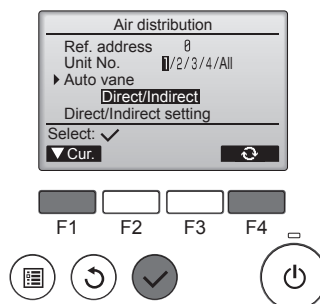 Air distribution
Ref. address 0
Unit No. 1/2/3/4/All
Auto vane
Direct/Indirect
Direct/Indirect setting
Select:
Cur.
F1 F2 F3 F4